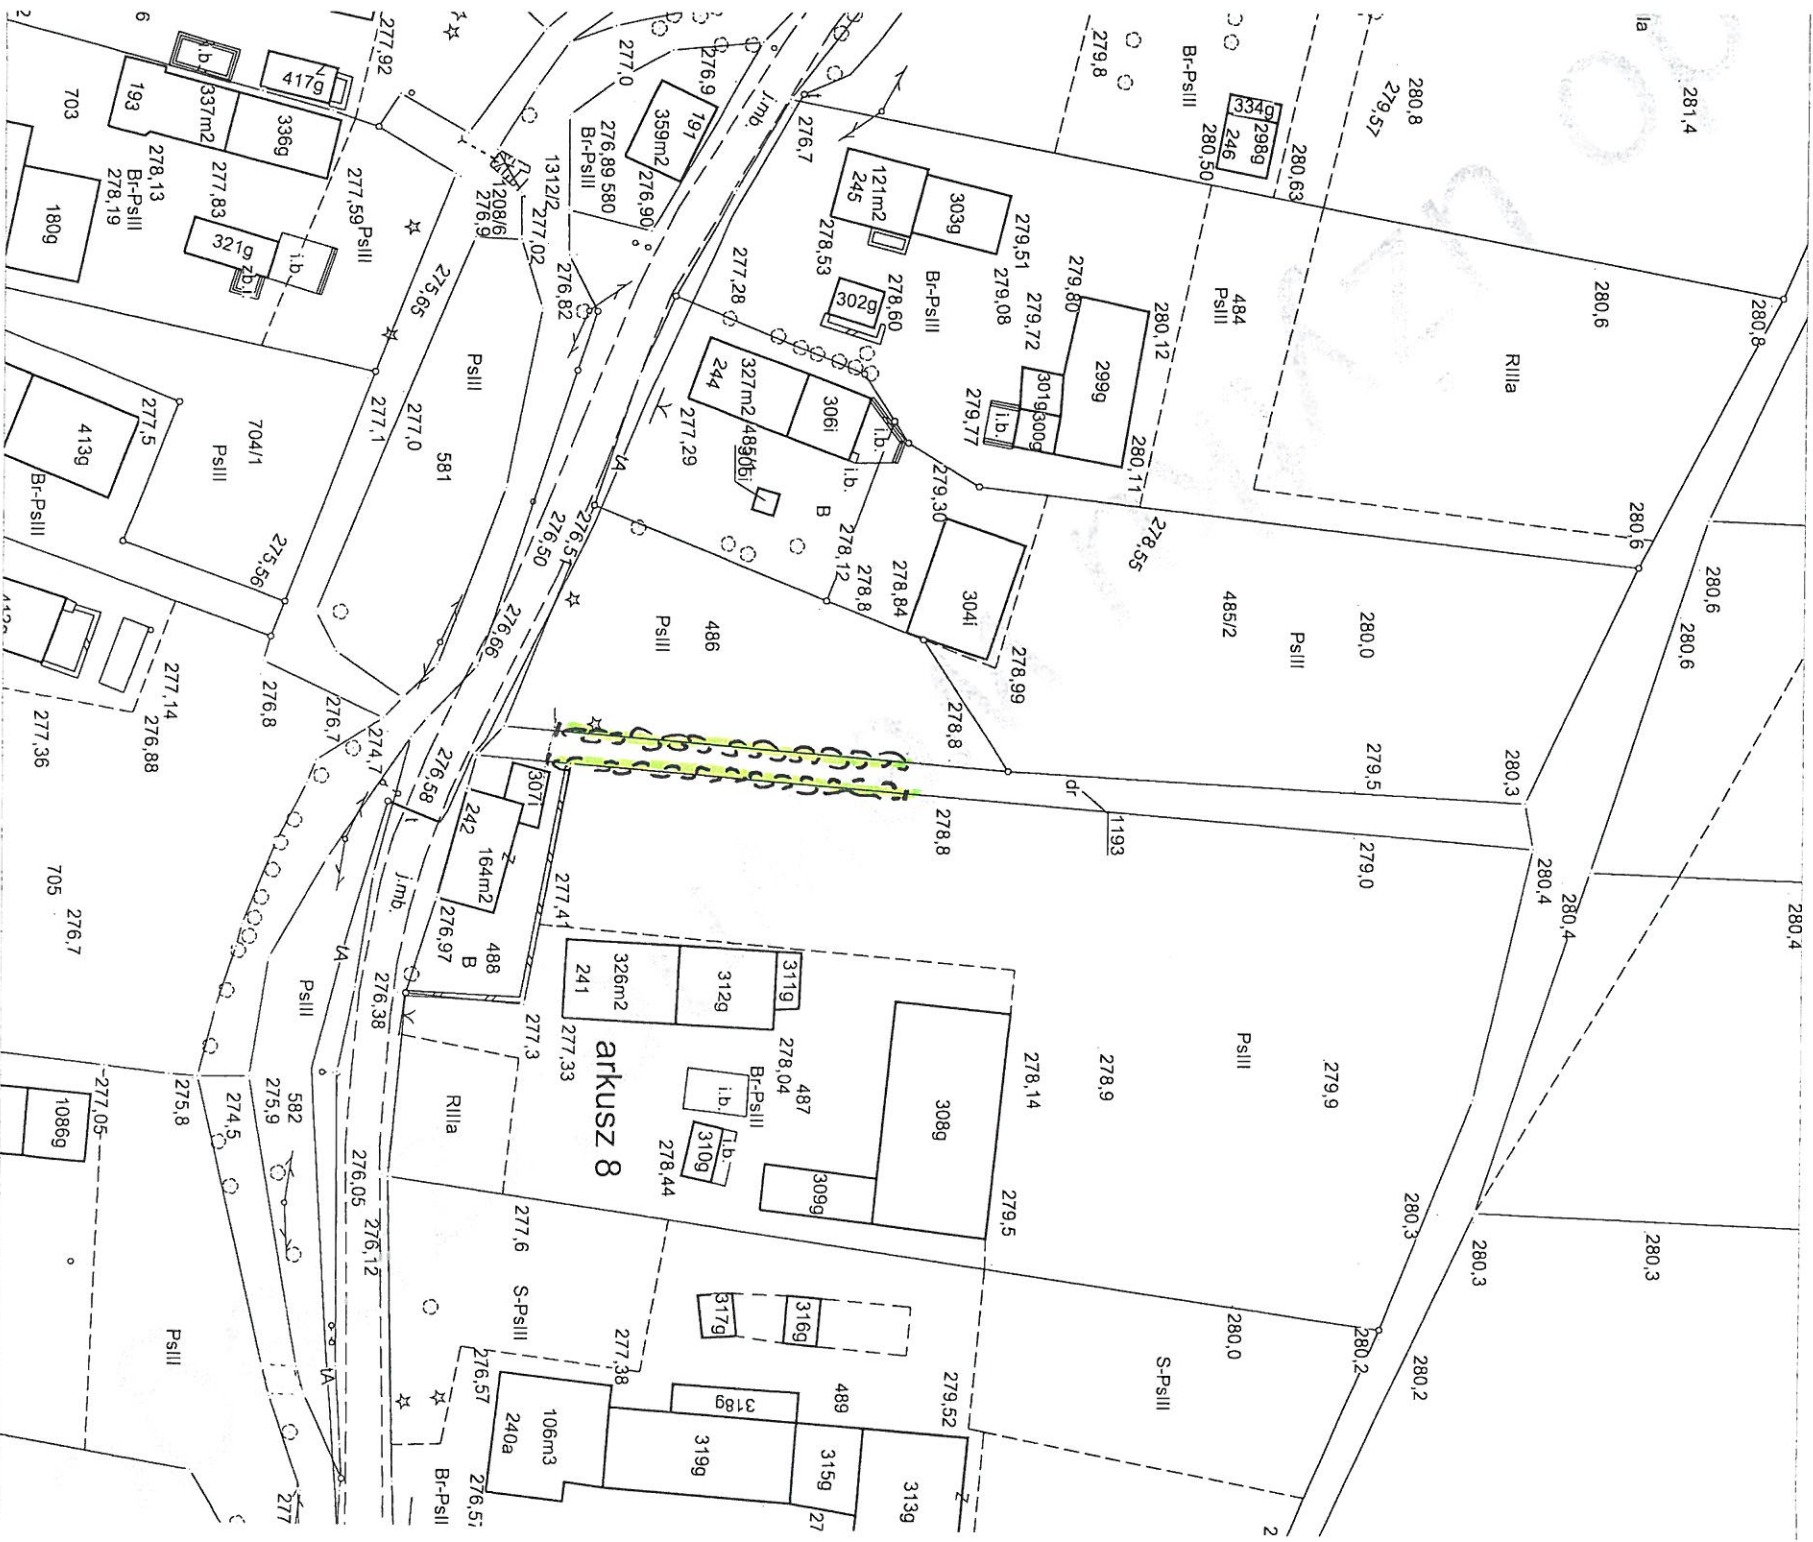 281,4
280,8
279,57
279,8
Br-PsIII
334g
298g
246
280,50
280,63
280,6
280,8
RIIIa
484
PsIII
277,92
i.b.
417g
337m2
193
336g
703
278,13
Br-PsIII
278,19
277,83
277,59
PsIII
180g
321g
i.b.
zb.
277,0
276,9
191
359m2
276,89 580
Br-PsIII
276,90
1312/2
1208/6
276,9
277,02
276,82
j.mb.
t
276,7
121m2
245
303g
278,53
302g
278,60
Br-PsIII
279,51
279,08
279,72
279,80
280,12
2999g
301g
300g
i.b.
279,77
280,11
277,28
327m2
244
306i
i.b.
i.b.
485/1
277,29
B
279,30
278,55
280,6
275,65
PsIII
277,1
277,0
581
277,5
704/1
PsIII
413g
Br-PsIII
275,56
tA
276,51
276,50
276,66
278,12
278,8
278,84
304i
278,99
485/2
PsIII
280,0
280,6
280,6
486
PsIII
277,14
276,88
277,36
276,8
276,7
274,7
276,58
t
278,8
dr
1193
279,5
280,3
278,8
279,0
280,4
280,4
280,4
307i
242
164m2
z
277,41
276,97
488
B
705
276,7
j.mb.
tA
276,38
PsIII
326m2
241
312g
311g
277,3
277,33
arkusz 8
278,04
487
Br-PsIII
i.b.
i.b.
310g
278,44
308g
309g
278,14
278,9
PsIII
279,9
279,5
RIIIa
1086g
277,05
275,8
274,5
275,9
582
276,05
276,12
277,6
S-PsIII
317g
316g
280,3
280,3
280,3
280,0
280,2
280,2
S-PsIII
PsIII
tA
277,38
276,57
106m3
240a
318g
319g
489
315g
279,52
313g
z
Br-PsII
276,57
277
27
2